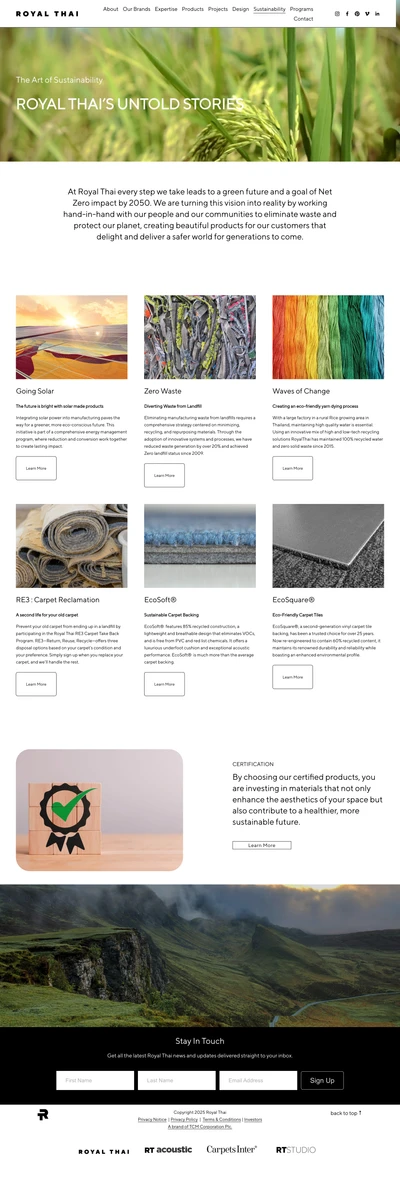 ROYAL THAI
About Our Brands Expertise Products Projects Design Sustainability Programs
Contact
The Art of Sustainability
ROYAL THAI'S UNTOLD STORIES
At Royal Thai every step we take leads to a green future and a goal of Net
Zero impact by 2050. We are turning this vision into reality by working
hand-in-hand with our people and our communities to eliminate waste and
protect our planet, creating beautiful products for our customers that
delight and deliver a safer world for generations to come.
Going Solar
The future is bright with solar made products
Integrating solar power into manufacturing paves the
way for a greener, more eco-conscious future. This
initiative is part of a comprehensive energy management
program, where reduction and conversion work together
to create lasting impact.
Learn More
Zero Waste
Diverting Waste from Landfill
Eliminating manufacturing waste from landfills requires a
comprehensive strategy centered on minimizing,
recycling, and repurposing materials. Through the
adoption of innovative systems and processes, we have
reduced waste generation by over 20% and achieved
Zero landfill status since 2009.
Learn More
Waves of Change
Creating an eco-friendly yarn dying process
With a large factory in a rural Rice growing area in
Thailand, maintaining high quality water is essential.
Using an innovative mix of high and low-tech recycling
solutions Royal Thai has maintained 100% recycled water
and zero solid waste since 2015.
Learn More
RE3 : Carpet Reclamation
A second life for your old carpet
Prevent your old carpet from ending up in a landfill by
participating in the Royal Thai RE3 Carpet Take Back
Program. RE3—Return, Reuse, Recycle—offers three
disposal options based on your carpet's condition and
your preference. Simply sign up when you replace your
carpet, and we'll handle the rest.
Learn More
EcoSoft®
Sustainable Carpet Backing
EcoSoft® features 85% recycled construction, a
lightweight and breathable design that eliminates VOCs,
and is free from PVC and red list chemicals. It offers a
luxurious underfoot cushion and exceptional acoustic
performance. EcoSoft® is much more than the average
carpet backing.
Learn More
EcoSquare®
Eco-Friendly Carpet Tiles
EcoSquare®, a second-generation vinyl carpet tile
backing, has been a trusted choice for over 25 years.
Now re-engineered to contain 60% recycled content, it
maintains its renowned durability and reliability while
boasting an enhanced environmental profile.
Learn More
CERTIFICATION
By choosing our certified products, you
are investing in materials that not only
enhance the aesthetics of your space but
also contribute to a healthier, more
sustainable future.
Learn More
Stay In Touch
Get all the latest Royal Thai news and updates delivered straight to your inbox.
First Name
Last Name
Email Address
Sign Up
Copyright 2025 Royal Thai
Privacy Notice | Privacy Policy | Terms & Conditions | Investors
A brand of TCM Corporation Plc.
back to top ↑
ROYAL THAI
RT acoustic
Carpets Inter®
RTSTUDIO